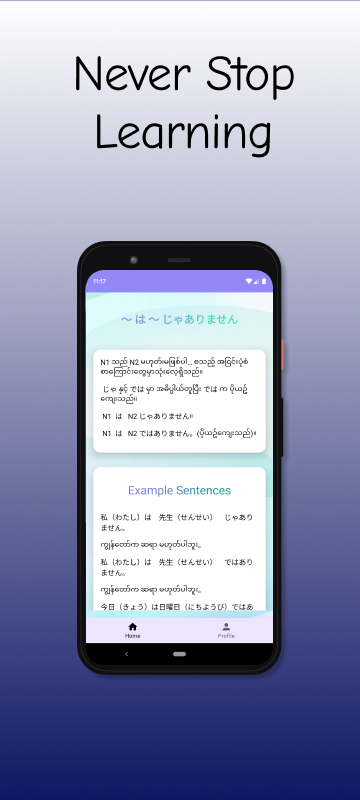 Never Stop
Learning
11:17
～ は ～ じゃありません
N1 သည် N2 မဟုတ်၊မဖြစ်ပါ... စသည့် အငြင်းပုံစံ
စာကြောင်းတွေမှာသုံးလေ့ရှိသည်။
じゃ နှင့် では မှာ အဓိပ္ပါယ်တူပြီး では က ပိုယဉ်
ကျေးသည်။
N1 は N2 じゃありません။
N1 は N2 ではありません。(ပိုယဉ်ကျေးသည်)။
Example Sentences
私（わたし）は 先生（せんせい） じゃあり
ません。
ကျွန်တော်က ဆရာ မဟုတ်ပါဘူး。
私（わたし）は 先生（せんせい） ではあり
ません。
ကျွန်တော်က ဆရာ မဟုတ်ပါဘူး。
今日（きょう）は日曜日（にちようび）ではあ
Home
Profile